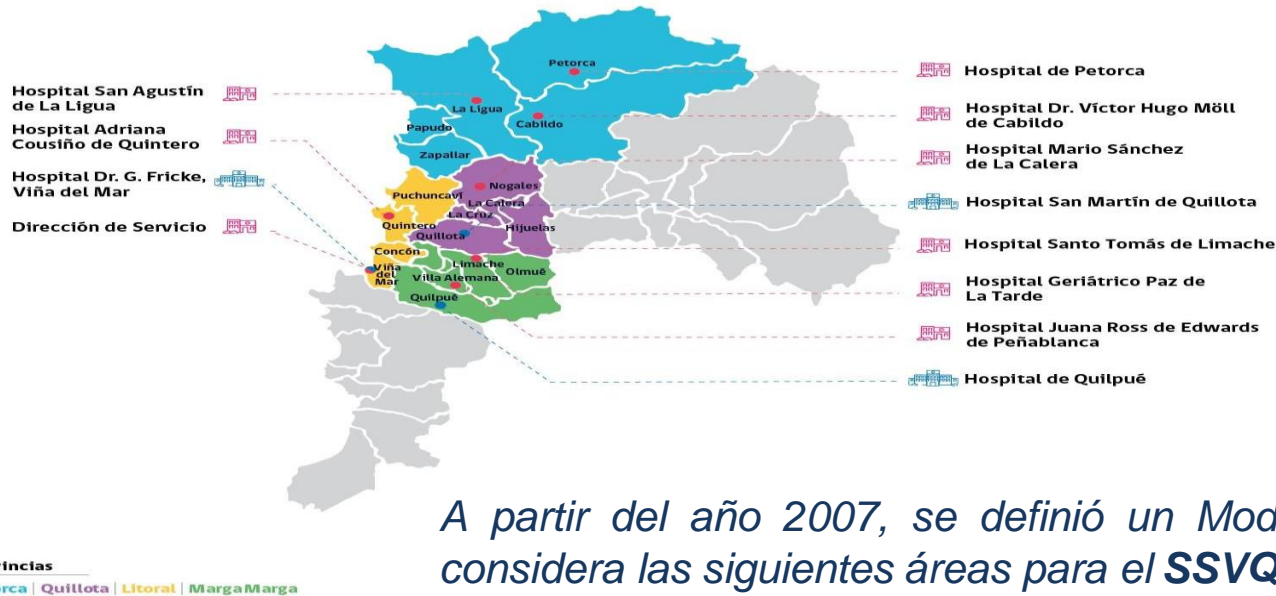 Hospital San Agustín
de La Ligua
Hospital Adriana
Cousiño de Quintero
Hospital Dr. G. Fricke,
Viña del Mar
Dirección de Servicio
Petorca
La Ligua
Cabildo
Papudo
Zapallar
Nogales
Puchuncaví
La Calera
La Cruz
Quintero
Quillota
Hijuelas
Concón
Limache
Olmué
Viña
del
Mar
Villa Alemana
Quilpué
Hospital de Petorca
Hospital Dr. Víctor Hugo Möll
de Cabildo
Hospital Mario Sánchez
de La Calera
Hospital San Martín de Quillota
Hospital Santo Tomás de Limache
Hospital Geriátrico Paz de
La Tarde
Hospital Juana Ross de Edwards
de Peñablanca
Hospital de Quilpué
A partir del año 2007, se definió un Mod
considera las siguientes áreas para el SSVQ
vincias
orca | Quillota | Litoral | MargaMarga